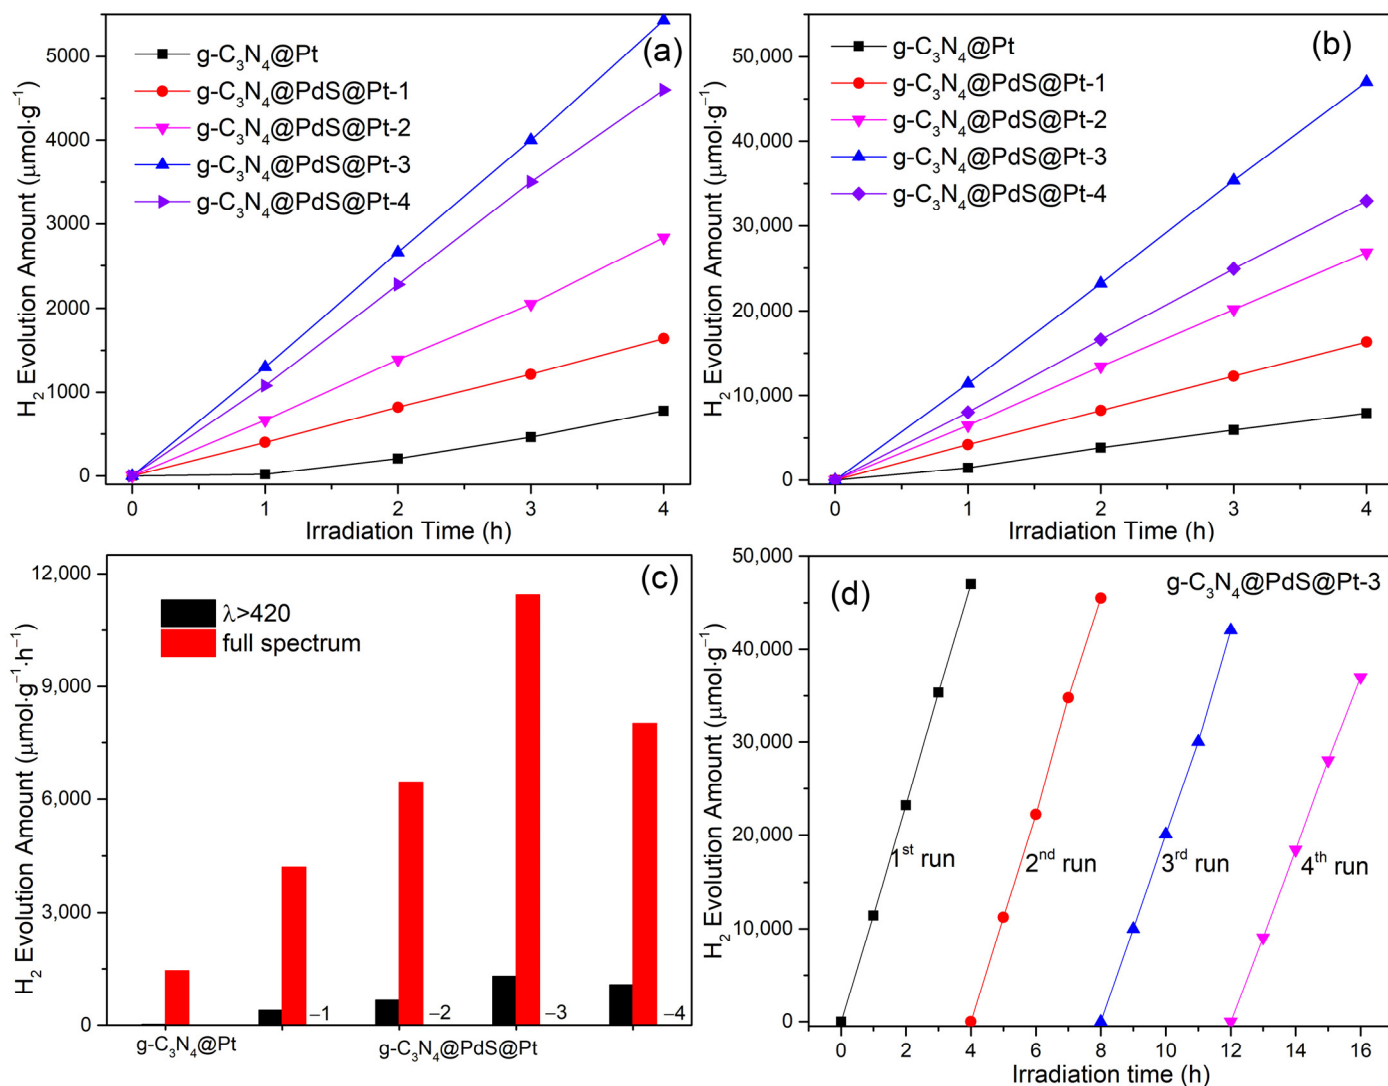 (a)
g-C₃N₄@Pt
g-C₃N₄@PdS@Pt-1
g-C₃N₄@PdS@Pt-2
g-C₃N₄@PdS@Pt-3
g-C₃N₄@PdS@Pt-4
H₂ Evolution Amount (μmol·g⁻¹)
5000
4000
3000
2000
1000
0
0 1 2 3 4
Irradiation Time (h)
(b)
g-C₃N₄@Pt
g-C₃N₄@PdS@Pt-1
g-C₃N₄@PdS@Pt-2
g-C₃N₄@PdS@Pt-3
g-C₃N₄@PdS@Pt-4
H₂ Evolution Amount (μmol·g⁻¹)
50,000
40,000
30,000
20,000
10,000
0
0 1 2 3 4
Irradiation Time (h)
(c)
λ>420
full spectrum
H₂ Evolution Amount (μmol·g⁻¹·h⁻¹)
12,000
9,000
6,000
3,000
0
–1 –2 –3 –4
g-C₃N₄@Pt g-C₃N₄@PdS@Pt
(d)
g-C₃N₄@PdS@Pt-3
H₂ Evolution Amount (μmol·g⁻¹)
50,000
40,000
30,000
20,000
10,000
0
1ˢᵗ run 2ⁿᵈ run 3ʳᵈ run 4ᵗʰ run
0 2 4 6 8 10 12 14 16
Irradiation time (h)